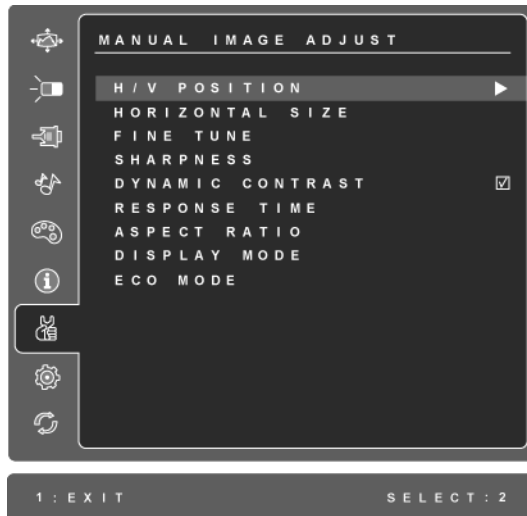 MANUAL IMAGE ADJUST
H/V POSITION
HORIZONTAL SIZE
FINE TUNE
SHARPNESS
DYNAMIC CONTRAST
RESPONSE TIME
ASPECT RATIO
DISPLAY MODE
ECO MODE
1:EXIT SELECT:2